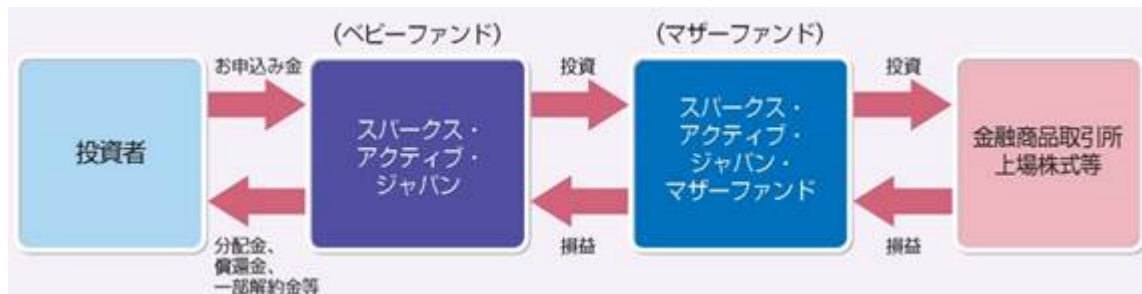 (ベビーファンド)
(マザーファンド)
お申込み金
投資
投資
投資者
スパークス・
アクティブ・
ジャパン
スパークス・
アクティブ・
ジャパン・
マザーファンド
金融商品取引所
上場株式等
分配金、
償還金、
一部解約金等
損益
損益